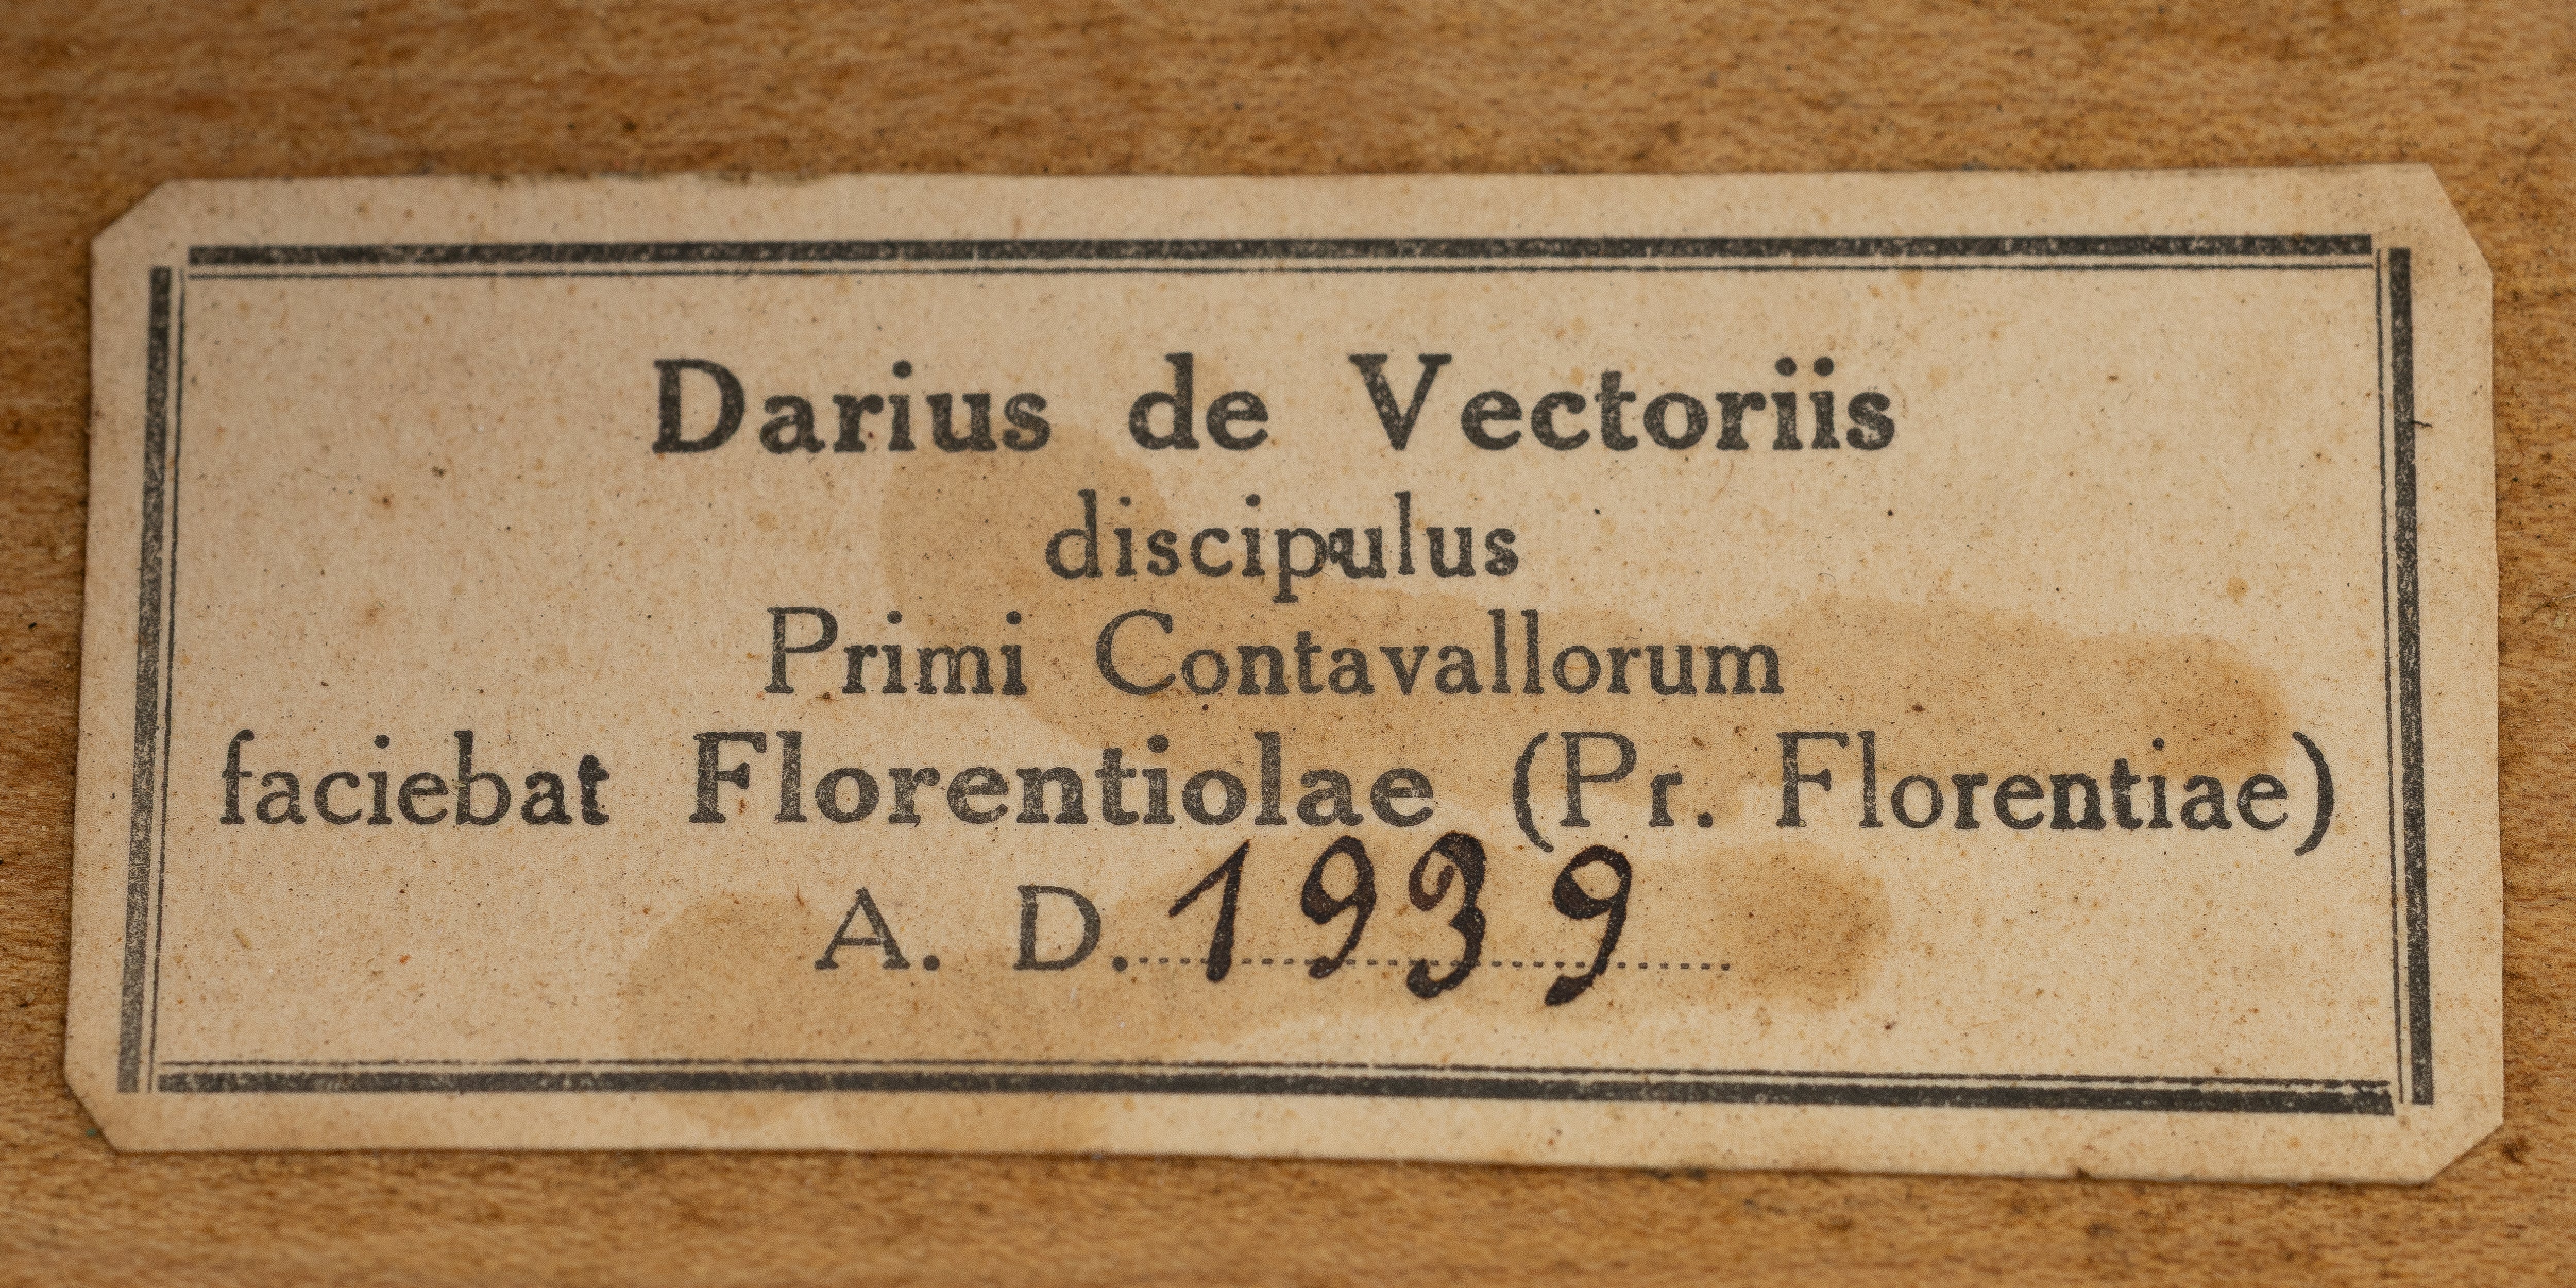 Darius de Vectoriis
discipulus
Primi Contavallorum
faciebat Florentiolae (Pr. Florentiae)
A. D. 1939